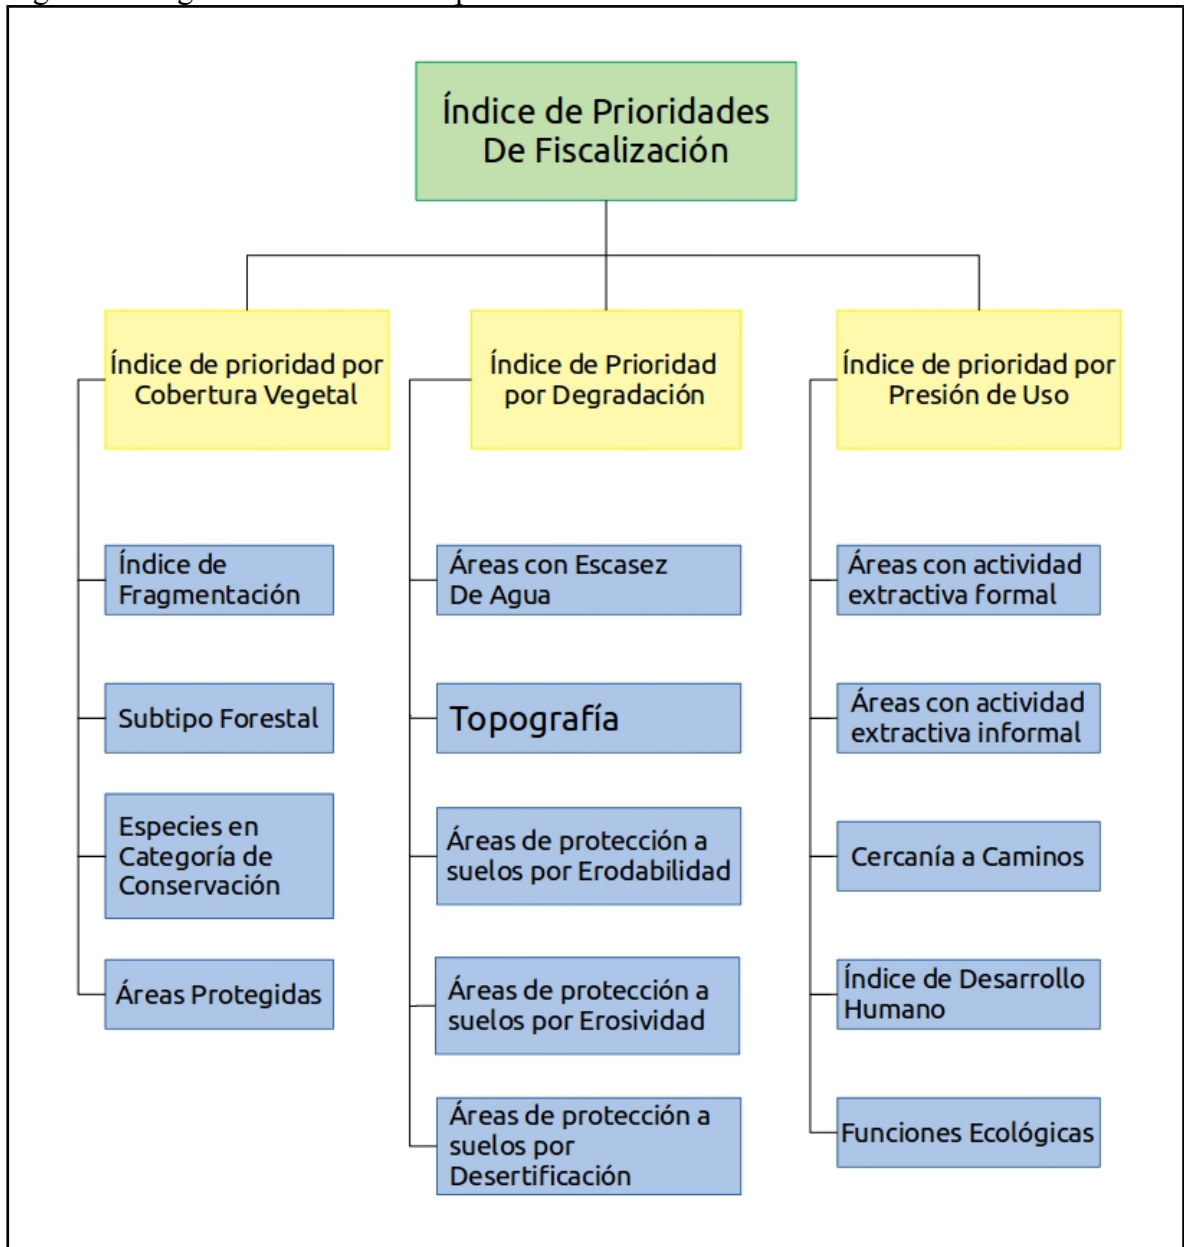 Índice de Prioridades
De Fiscalización
Índice de prioridad por
Cobertura Vegetal
Índice de Prioridad
por Degradación
Índice de prioridad por
Presión de Uso
Índice de
Fragmentación
Subtipo Forestal
Especies en
Categoría de
Conservación
Áreas Protegidas
Áreas con Escasez
De Agua
Topografía
Áreas de protección a
suelos por Erodabilidad
Áreas de protección a
suelos por Erosividad
Áreas de protección a
suelos por
Desertificación
Áreas con actividad
extractiva formal
Áreas con actividad
extractiva informal
Cercanía a Caminos
Índice de Desarrollo
Humano
Funciones Ecológicas